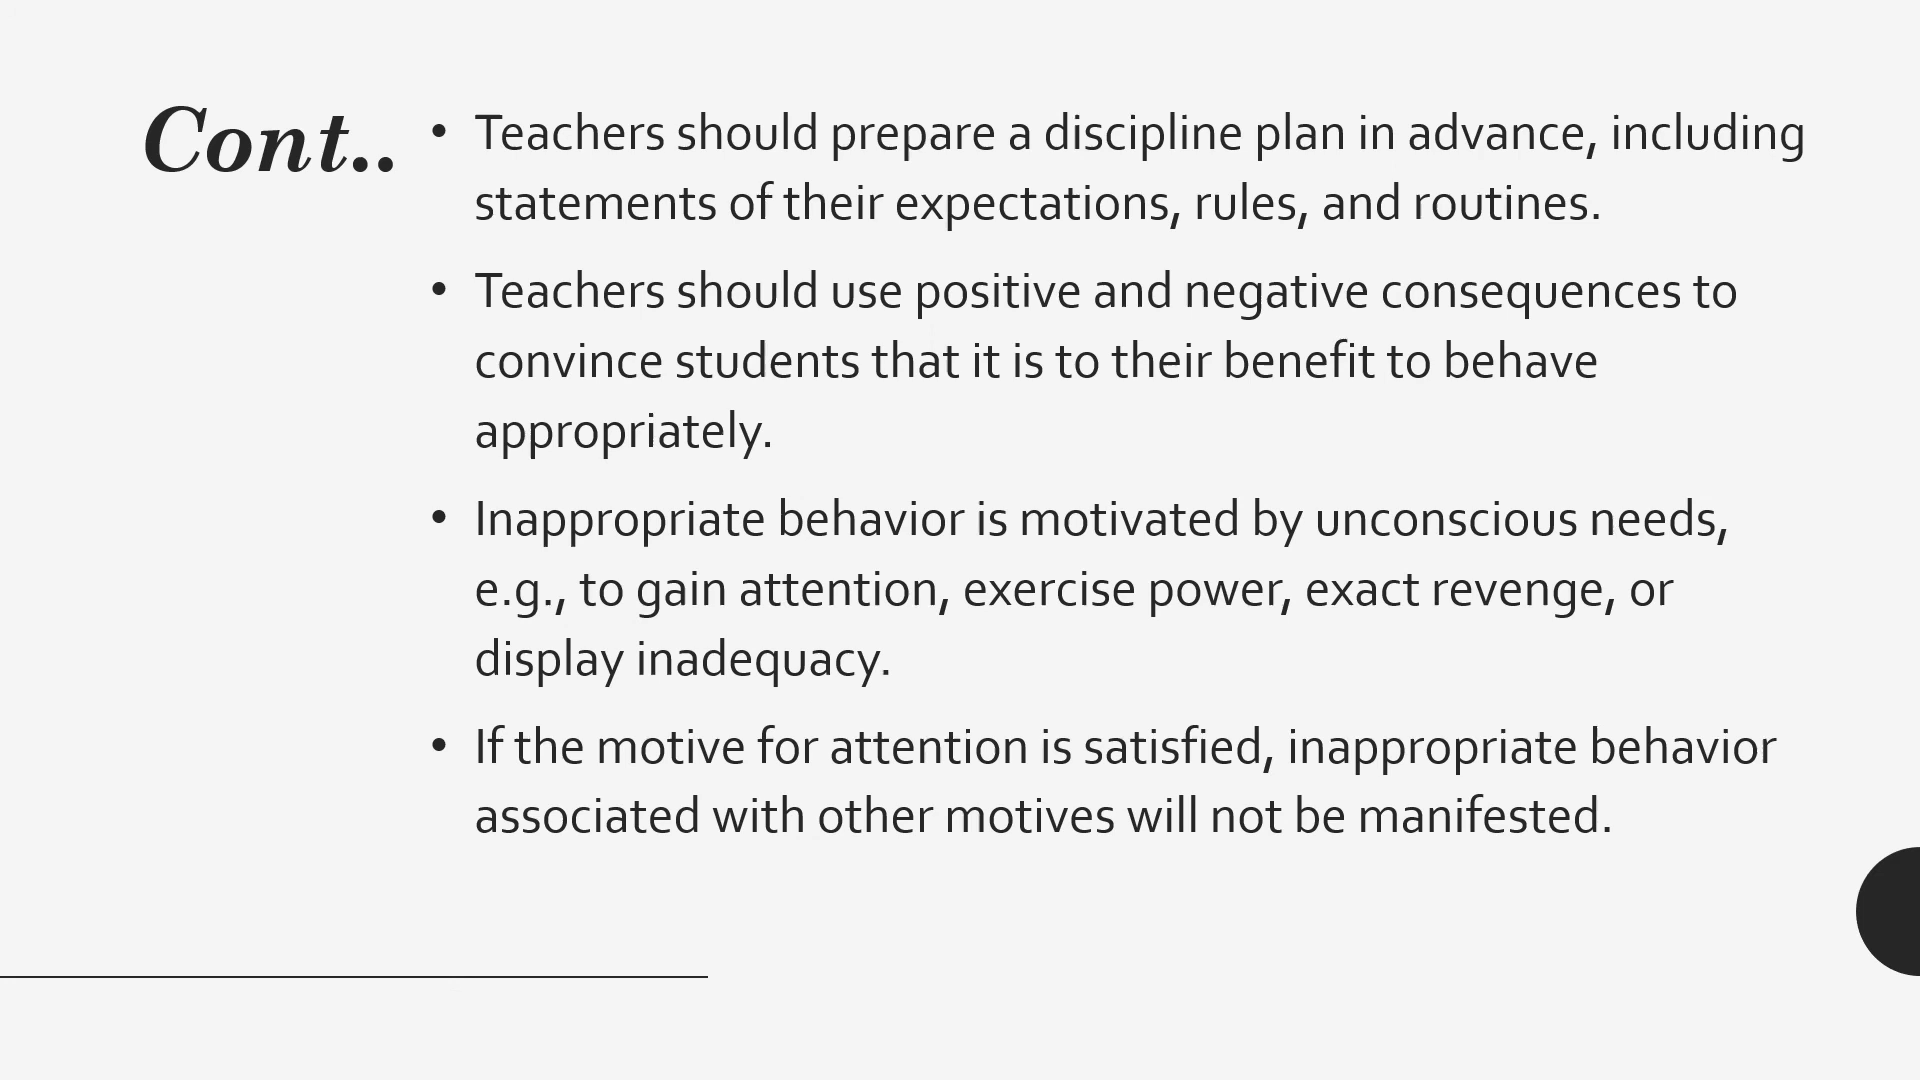 Cont..
• Teachers should prepare a discipline plan in advance, including
statements of their expectations, rules, and routines.
• Teachers should use positive and negative consequences to
convince students that it is to their benefit to behave
appropriately.
• Inappropriate behavior is motivated by unconscious needs,
e.g., to gain attention, exercise power, exact revenge, or
display inadequacy.
• If the motive for attention is satisfied, inappropriate behavior
associated with other motives will not be manifested.